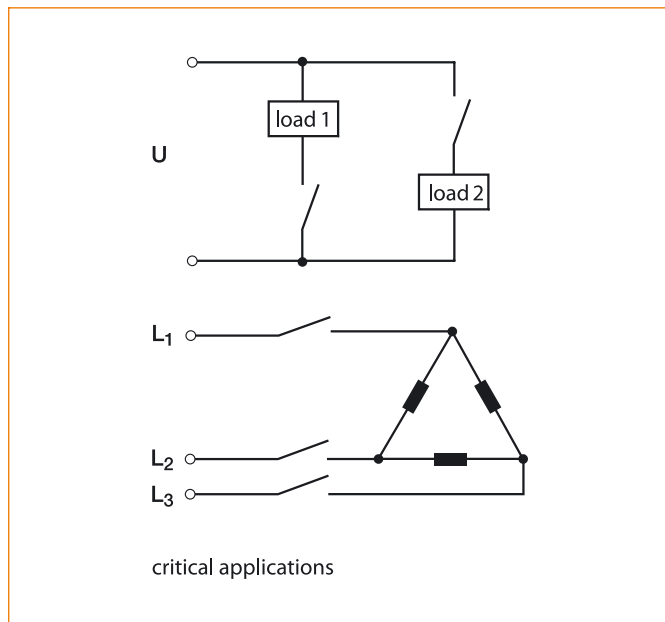 load 1
U
load 2
L₁
L₂
L₃
critical applications